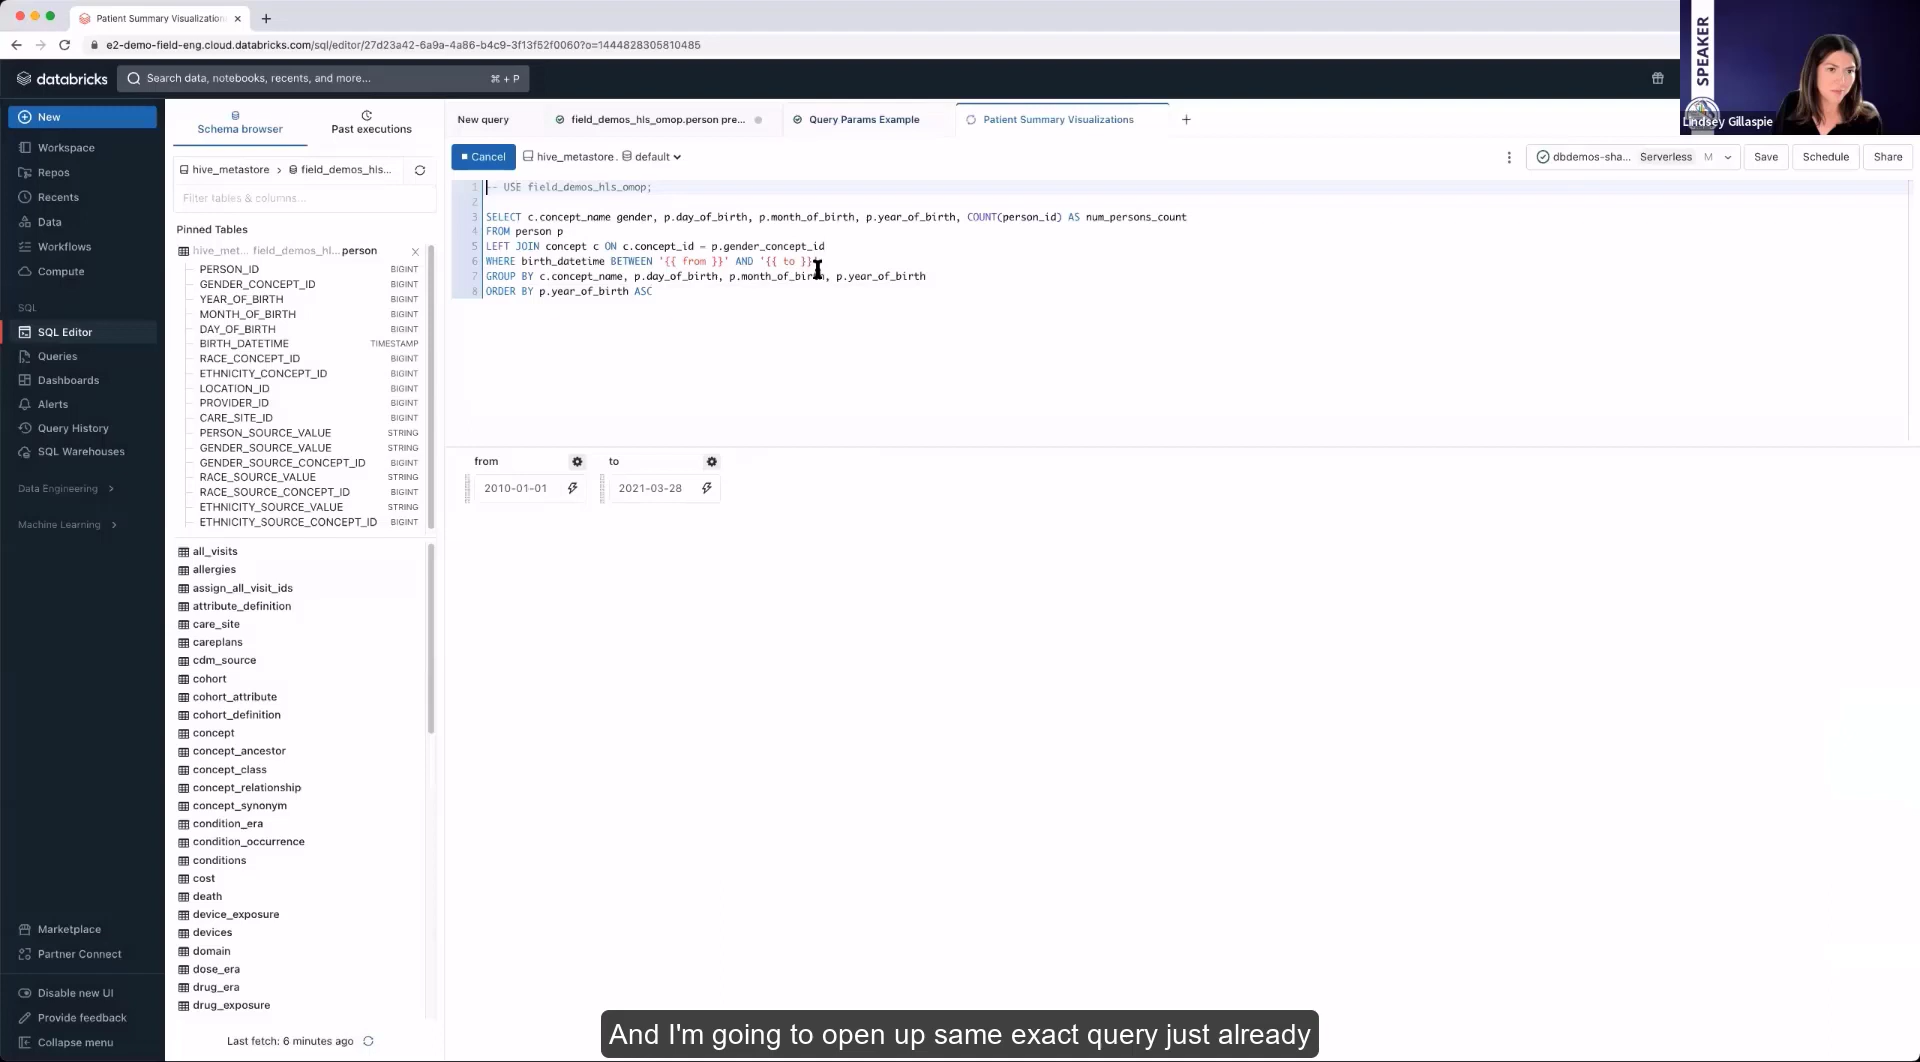 Patient Summary Visualization
e2-demo-field-eng.cloud.databricks.com/sql/editor/27d23a42-6a9a-4a86-b4c9-3f13f52f0060?o=1444828305810485
databricks
Search data, notebooks, recents, and more...
⌘ + P
SPEAKER
Lindsey Gillaspie
New
Workspace
Repos
Recents
Data
Workflows
Compute
SQL
SQL Editor
Queries
Dashboards
Alerts
Query History
SQL Warehouses
Data Engineering
Machine Learning
Marketplace
Partner Connect
Disable new UI
Provide feedback
Collapse menu
Schema browser
Past executions
hive_metastore > field_demos_hls...
Filter tables & columns...
Pinned Tables
hive_met... field_demos_hl... person
PERSON_ID BIGINT
GENDER_CONCEPT_ID BIGINT
YEAR_OF_BIRTH BIGINT
MONTH_OF_BIRTH BIGINT
DAY_OF_BIRTH BIGINT
BIRTH_DATETIME TIMESTAMP
RACE_CONCEPT_ID BIGINT
ETHNICITY_CONCEPT_ID BIGINT
LOCATION_ID BIGINT
PROVIDER_ID BIGINT
CARE_SITE_ID BIGINT
PERSON_SOURCE_VALUE STRING
GENDER_SOURCE_VALUE STRING
GENDER_SOURCE_CONCEPT_ID BIGINT
RACE_SOURCE_VALUE STRING
RACE_SOURCE_CONCEPT_ID BIGINT
ETHNICITY_SOURCE_VALUE STRING
ETHNICITY_SOURCE_CONCEPT_ID BIGINT
all_visits
allergies
assign_all_visit_ids
attribute_definition
care_site
careplans
cdm_source
cohort
cohort_attribute
cohort_definition
concept
concept_ancestor
concept_class
concept_relationship
concept_synonym
condition_era
condition_occurrence
conditions
cost
death
device_exposure
devices
domain
dose_era
drug_era
drug_exposure
Last fetch: 6 minutes ago
New query
field_demos_hls_omop.person pre...
Query Params Example
Patient Summary Visualizations
Cancel
hive_metastore. default
dbdemos-sha... Serverless M
Save
Schedule
Share
1 -- USE field_demos_hls_omop;
2
3 SELECT c.concept_name gender, p.day_of_birth, p.month_of_birth, p.year_of_birth, COUNT(person_id) AS num_persons_count
4 FROM person p
5 LEFT JOIN concept c ON c.concept_id = p.gender_concept_id
6 WHERE birth_datetime BETWEEN '{{ from }}' AND '{{ to }}'
7 GROUP BY c.concept_name, p.day_of_birth, p.month_of_birth, p.year_of_birth
8 ORDER BY p.year_of_birth ASC
from
to
2010-01-01
2021-03-28
And I'm going to open up same exact query just already